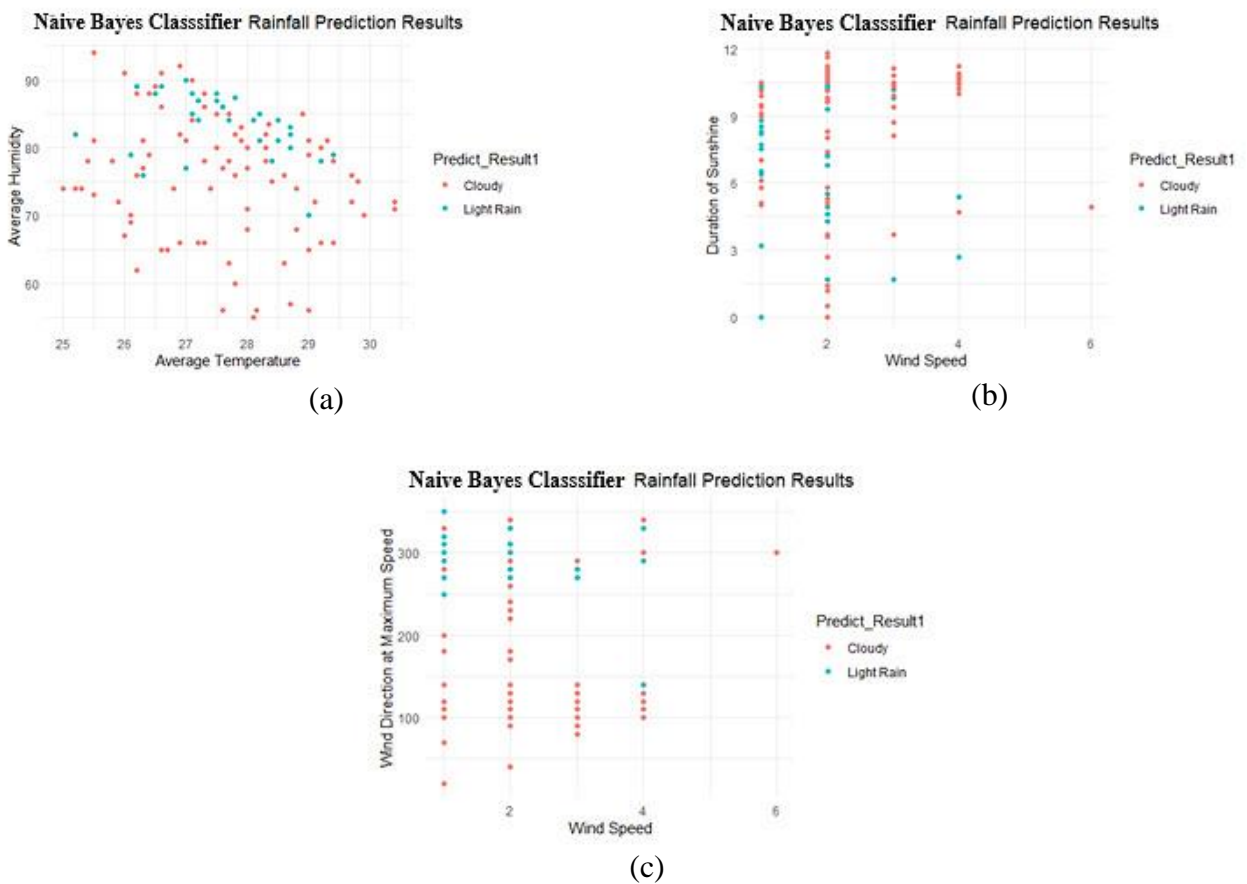 Naive Bayes Classsifier Rainfall Prediction Results
90
80
70
60
Average Humidity
25 26 27 28 29 30
Average Temperature
Predict_Result1
Cloudy
Light Rain
(a)
Naive Bayes Classsifier Rainfall Prediction Results
12
9
6
3
0
Duration of Sunshine
2 4 6
Wind Speed
Predict_Result1
Cloudy
Light Rain
(b)
Naive Bayes Classsifier Rainfall Prediction Results
300
200
100
Wind Direction at Maximum Speed
2 4 6
Wind Speed
Predict_Result1
Cloudy
Light Rain
(c)